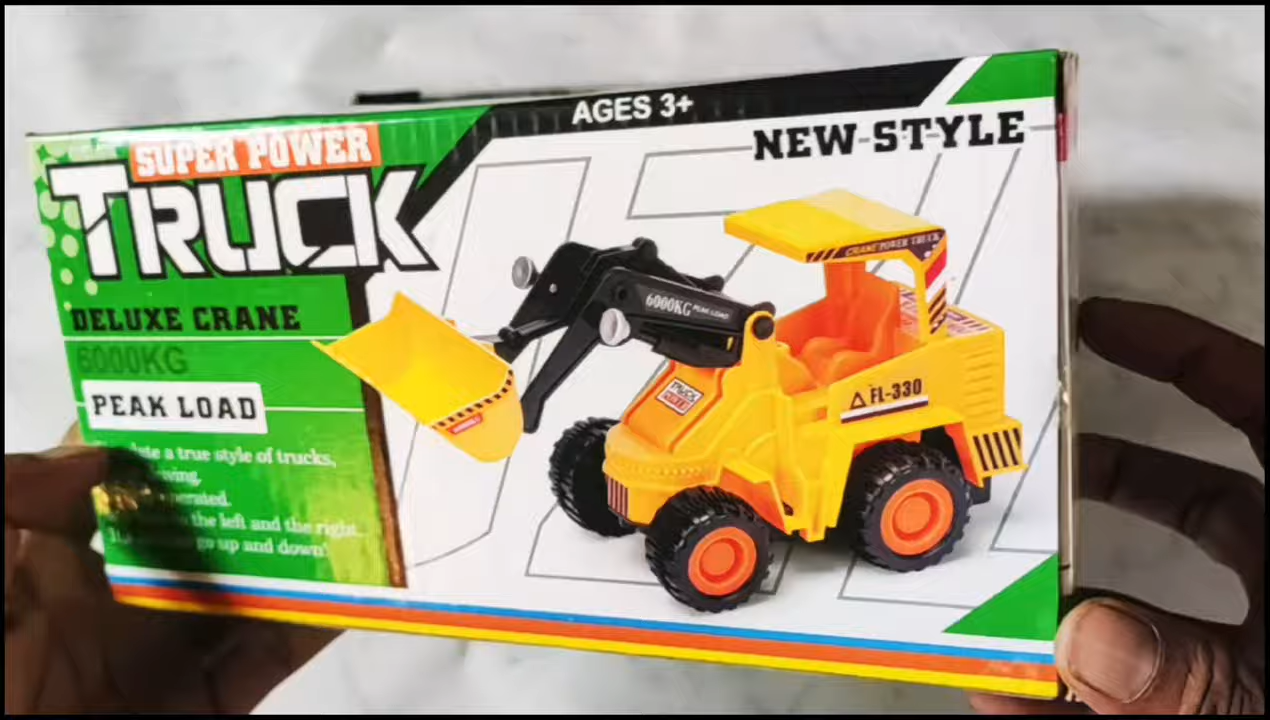 AGES 3+
NEW-STYLE
SUPER POWER
TRUCK
DELUXE CRANE
6000KG
PEAK LOAD
a true style of trucks,
the left and the right
go up and down!
6000KG PEAK LOAD
CRANE POWER TRUCK
TRUCK
FL-330